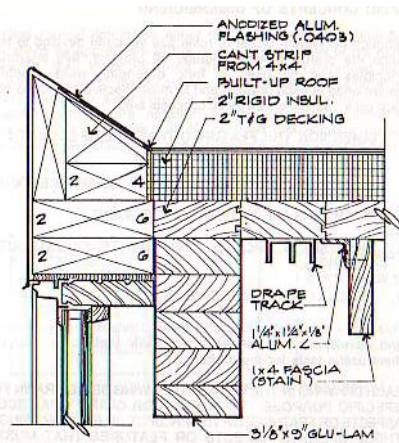 ANODIZED ALUM.
FLASHING (.0403)
CANT STRIP
FROM 4x4
BUILT-UP ROOF
2" RIGID INSUL.
2" T&G DECKING
2 4
2 6
2 6
DRAPE
TRACK
1¼"x1¼"x⅛"
ALUM. ∠
1x4 FASCIA
(STAIN)
3⅛"x9" GLU-LAM